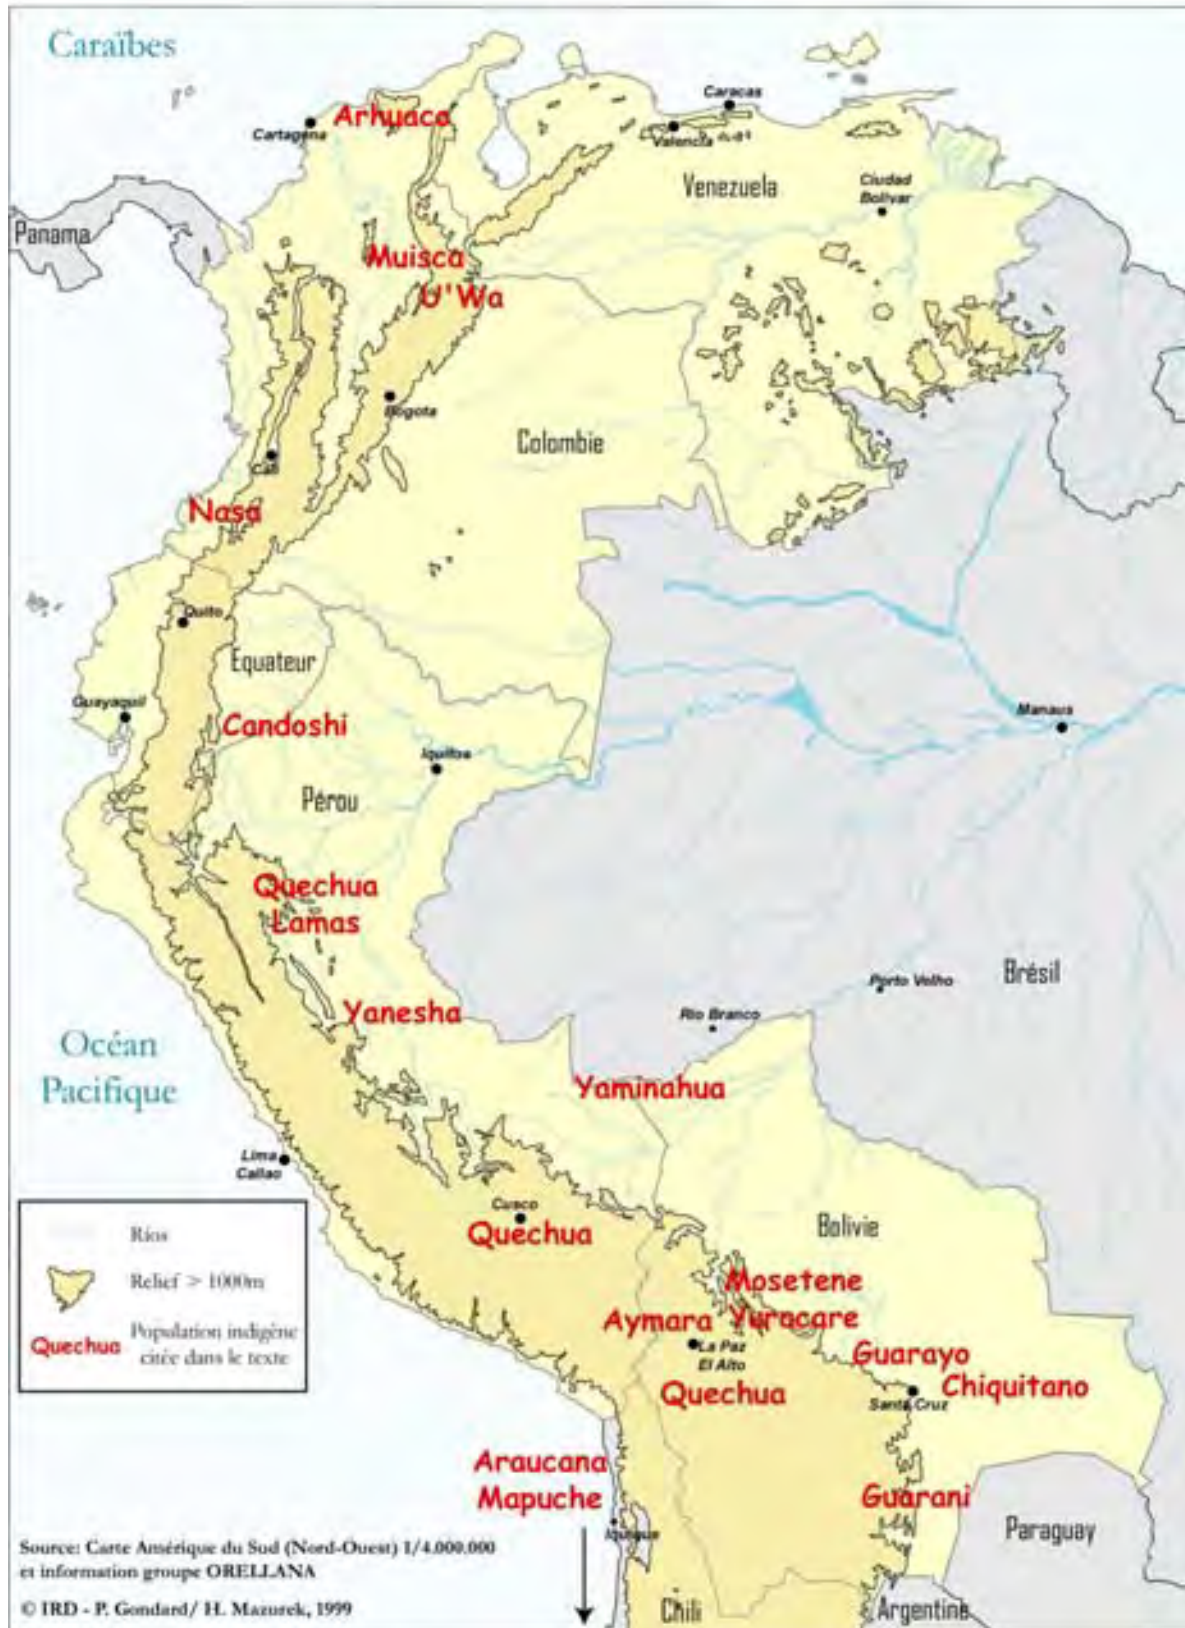 Caraïbes
Caracas
Arhuaco
Cartagena
Valencia
Venezuela
Ciudad
Bolivar
Panama
Muisca
U'Wa
Bogota
Colombie
Cali
Nasa
Quito
Equateur
Guayaquil
Candoshi
Manaus
Iquitos
Pérou
Quechua
Lamas
Porto Velho
Brésil
Yanesha
Rio Branco
Océan
Pacifique
Yaminahua
Lima
Callao
Cusco
Quechua
Bolivie
Ríos
Relief > 1000m
Quechua
Population indigène
citée dans le texte
Mosetene
Yuracare
Aymara
La Paz
El Alto
Guarayo
Quechua
Chiquitano
Santa Cruz
Araucana
Mapuche
Guarani
Iquique
Paraguay
Source: Carte Amérique du Sud (Nord-Ouest) 1/4.000.000
et information groupe ORELLANA
© IRD - P. Gondard/ H. Mazurek, 1999
Chili
Argentine